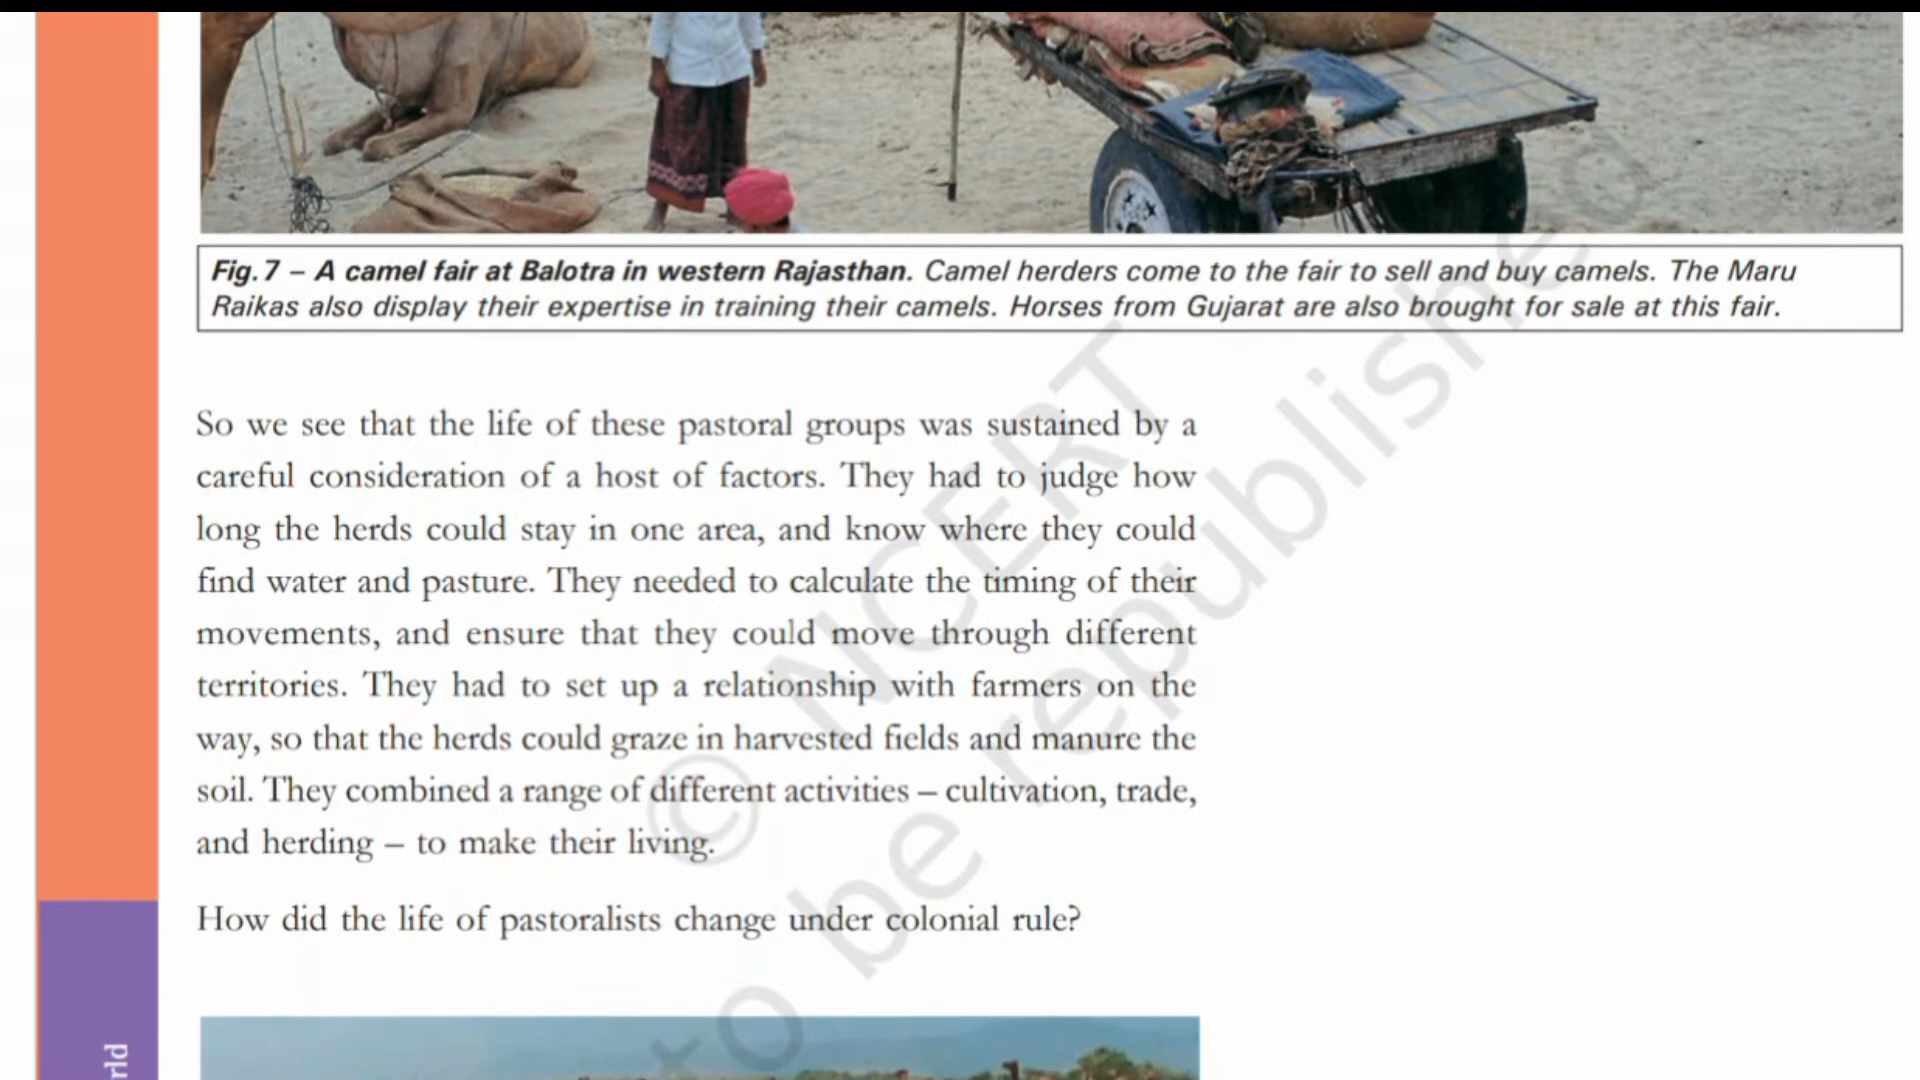 Fig. 7 – A camel fair at Balotra in western Rajasthan. Camel herders come to the fair to sell and buy camels. The Maru
Raikas also display their expertise in training their camels. Horses from Gujarat are also brought for sale at this fair.
So we see that the life of these pastoral groups was sustained by a
careful consideration of a host of factors. They had to judge how
long the herds could stay in one area, and know where they could
find water and pasture. They needed to calculate the timing of their
movements, and ensure that they could move through different
territories. They had to set up a relationship with farmers on the
way, so that the herds could graze in harvested fields and manure the
soil. They combined a range of different activities – cultivation, trade,
and herding – to make their living.
How did the life of pastoralists change under colonial rule?
© NCERT
to be republished
rld